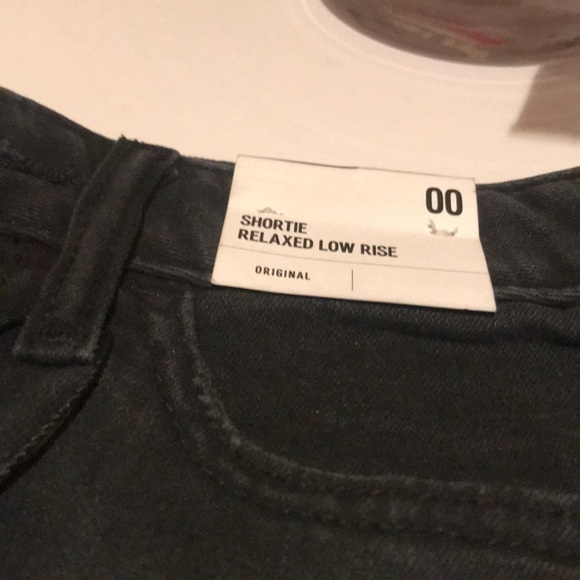 00
SHORTIE
RELAXED LOW RISE
ORIGINAL